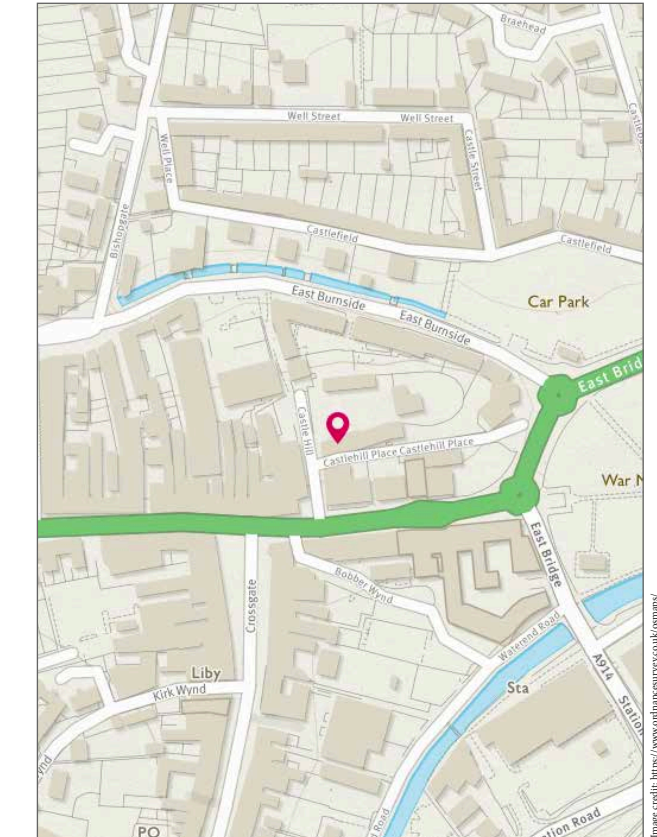 Braehead
Well Street
Well Street
Well Place
Castle Street
Bishopgate
Castlefield
Castlefield
East Burnside
East Burnside
Car Park
East Brid
Castle Hill
Castlehill Place Castlehill Place
War M
East Bridge
Bobber Wynd
Crossgate
Waterend Road
A914
Station
Liby
Kirk Wynd
Sta
ynd
PO
Road
ation Road
Image credit: https://www.ordnancesurvey.co.uk/osmaps/